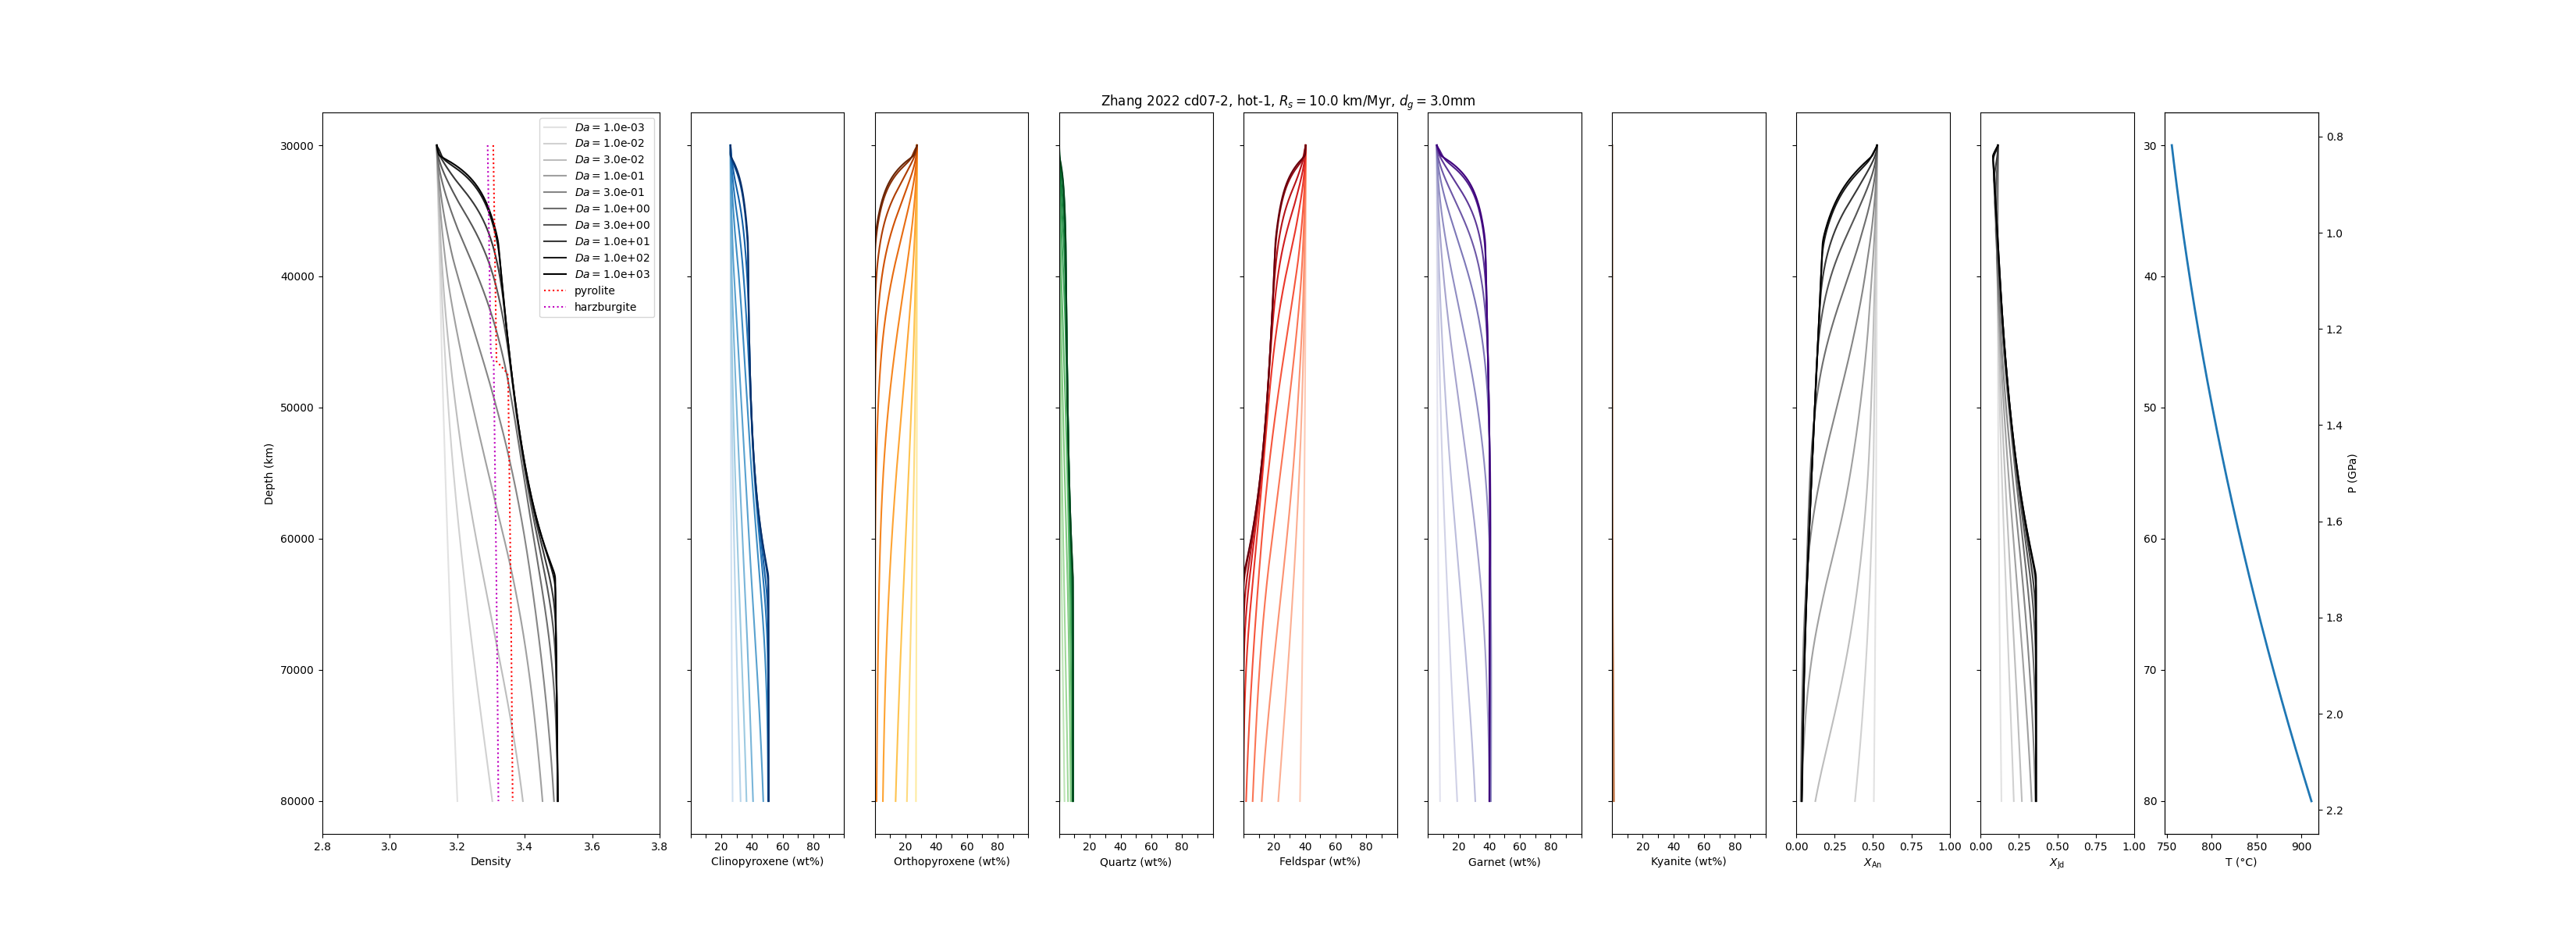 Zhang 2022 cd07-2, hot-1, R_s = 10.0 km/Myr, d_g = 3.0mm
Da = 1.0e-03
Da = 1.0e-02
Da = 3.0e-02
Da = 1.0e-01
Da = 3.0e-01
Da = 1.0e+00
Da = 3.0e+00
Da = 1.0e+01
Da = 1.0e+02
Da = 1.0e+03
pyrolite
harzburgite
Depth (km)
30000
40000
50000
60000
70000
80000
2.8 3.0 3.2 3.4 3.6 3.8
Density
20 40 60 80
Clinopyroxene (wt%)
20 40 60 80
Orthopyroxene (wt%)
20 40 60 80
Quartz (wt%)
20 40 60 80
Feldspar (wt%)
20 40 60 80
Garnet (wt%)
20 40 60 80
Kyanite (wt%)
0.00 0.25 0.50 0.75 1.00
X_An
0.00 0.25 0.50 0.75 1.00
X_Jd
30
40
50
60
70
80
750 800 850 900
T (°C)
0.8
1.0
1.2
1.4
1.6
1.8
2.0
2.2
P (GPa)